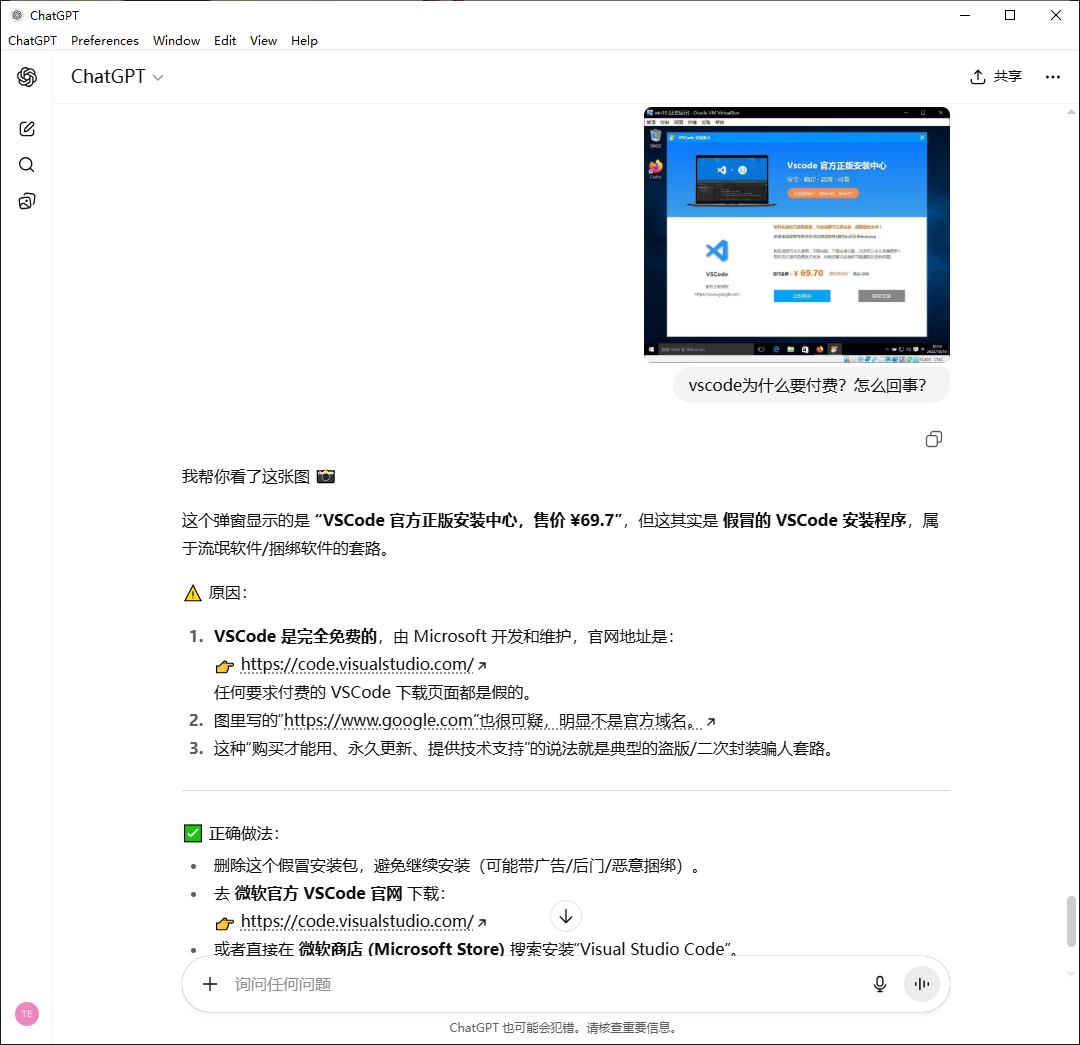 ChatGPT
ChatGPT Preferences Window Edit View Help
ChatGPT
共享
win10 [正在运行] - Oracle VM VirtualBox
Vscode 官方正版安装中心
VSCode
https://www.google.com
¥ 69.70
vscode为什么要付费？怎么回事？
我帮你看了这张图
这个弹窗显示的是 “VSCode 官方正版安装中心，售价 ¥69.7”，但这其实是 假冒的 VSCode 安装程序，属
于流氓软件/捆绑软件的套路。
原因：
1. VSCode 是完全免费的，由 Microsoft 开发和维护，官网地址是：
https://code.visualstudio.com/
任何要求付费的 VSCode 下载页面都是假的。
2. 图里写的“https://www.google.com”也很可疑，明显不是官方域名。
3. 这种“购买才能用、永久更新、提供技术支持”的说法就是典型的盗版/二次封装骗人套路。
正确做法：
• 删除这个假冒安装包，避免继续安装（可能带广告/后门/恶意捆绑）。
• 去 微软官方 VSCode 官网 下载：
https://code.visualstudio.com/
• 或者直接在 微软商店 (Microsoft Store) 搜索安装“Visual Studio Code”。
询问任何问题
TE
ChatGPT 也可能会犯错。请核查重要信息。